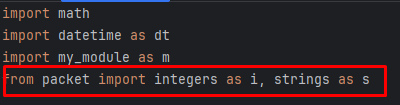 import math
import datetime as dt
import my_module as m
from packet import integers as i, strings as s